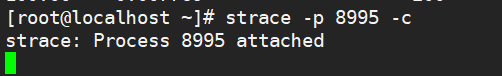 [root@localhost ~]# strace -p 8995 -c
strace: Process 8995 attached